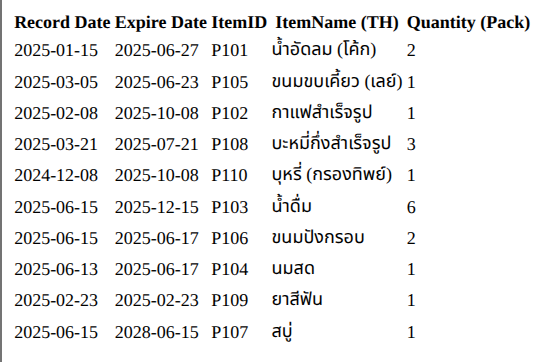 Record Date Expire Date ItemID ItemName (TH) Quantity (Pack)
2025-01-15 2025-06-27 P101 น้ำอัดลม (โค้ก) 2
2025-03-05 2025-06-23 P105 ขนมขบเคี้ยว (เลย์) 1
2025-02-08 2025-10-08 P102 กาแฟสำเร็จรูป 1
2025-03-21 2025-07-21 P108 บะหมี่กึ่งสำเร็จรูป 3
2024-12-08 2025-10-08 P110 บุหรี่ (กรองทิพย์) 1
2025-06-15 2025-12-15 P103 น้ำดื่ม 6
2025-06-15 2025-06-17 P106 ขนมปังกรอบ 2
2025-06-13 2025-06-17 P104 นมสด 1
2025-02-23 2025-02-23 P109 ยาสีฟัน 1
2025-06-15 2028-06-15 P107 สบู่ 1